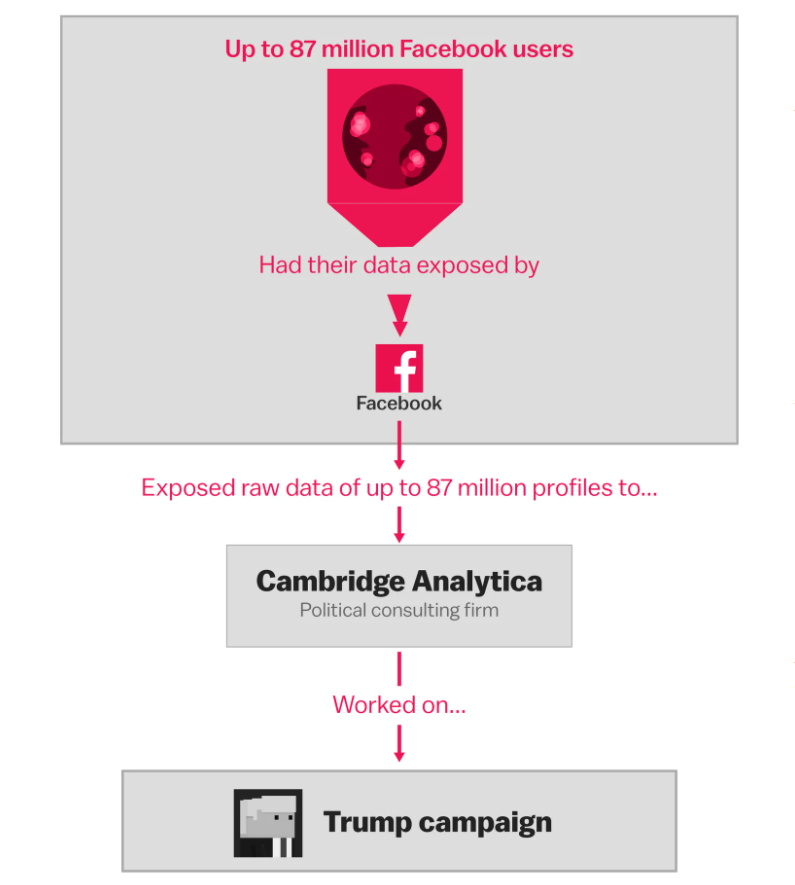 Up to 87 million Facebook users
Had their data exposed by
f
Facebook
Exposed raw data of up to 87 million profiles to...
Cambridge Analytica
Political consulting firm
Worked on...
Trump campaign